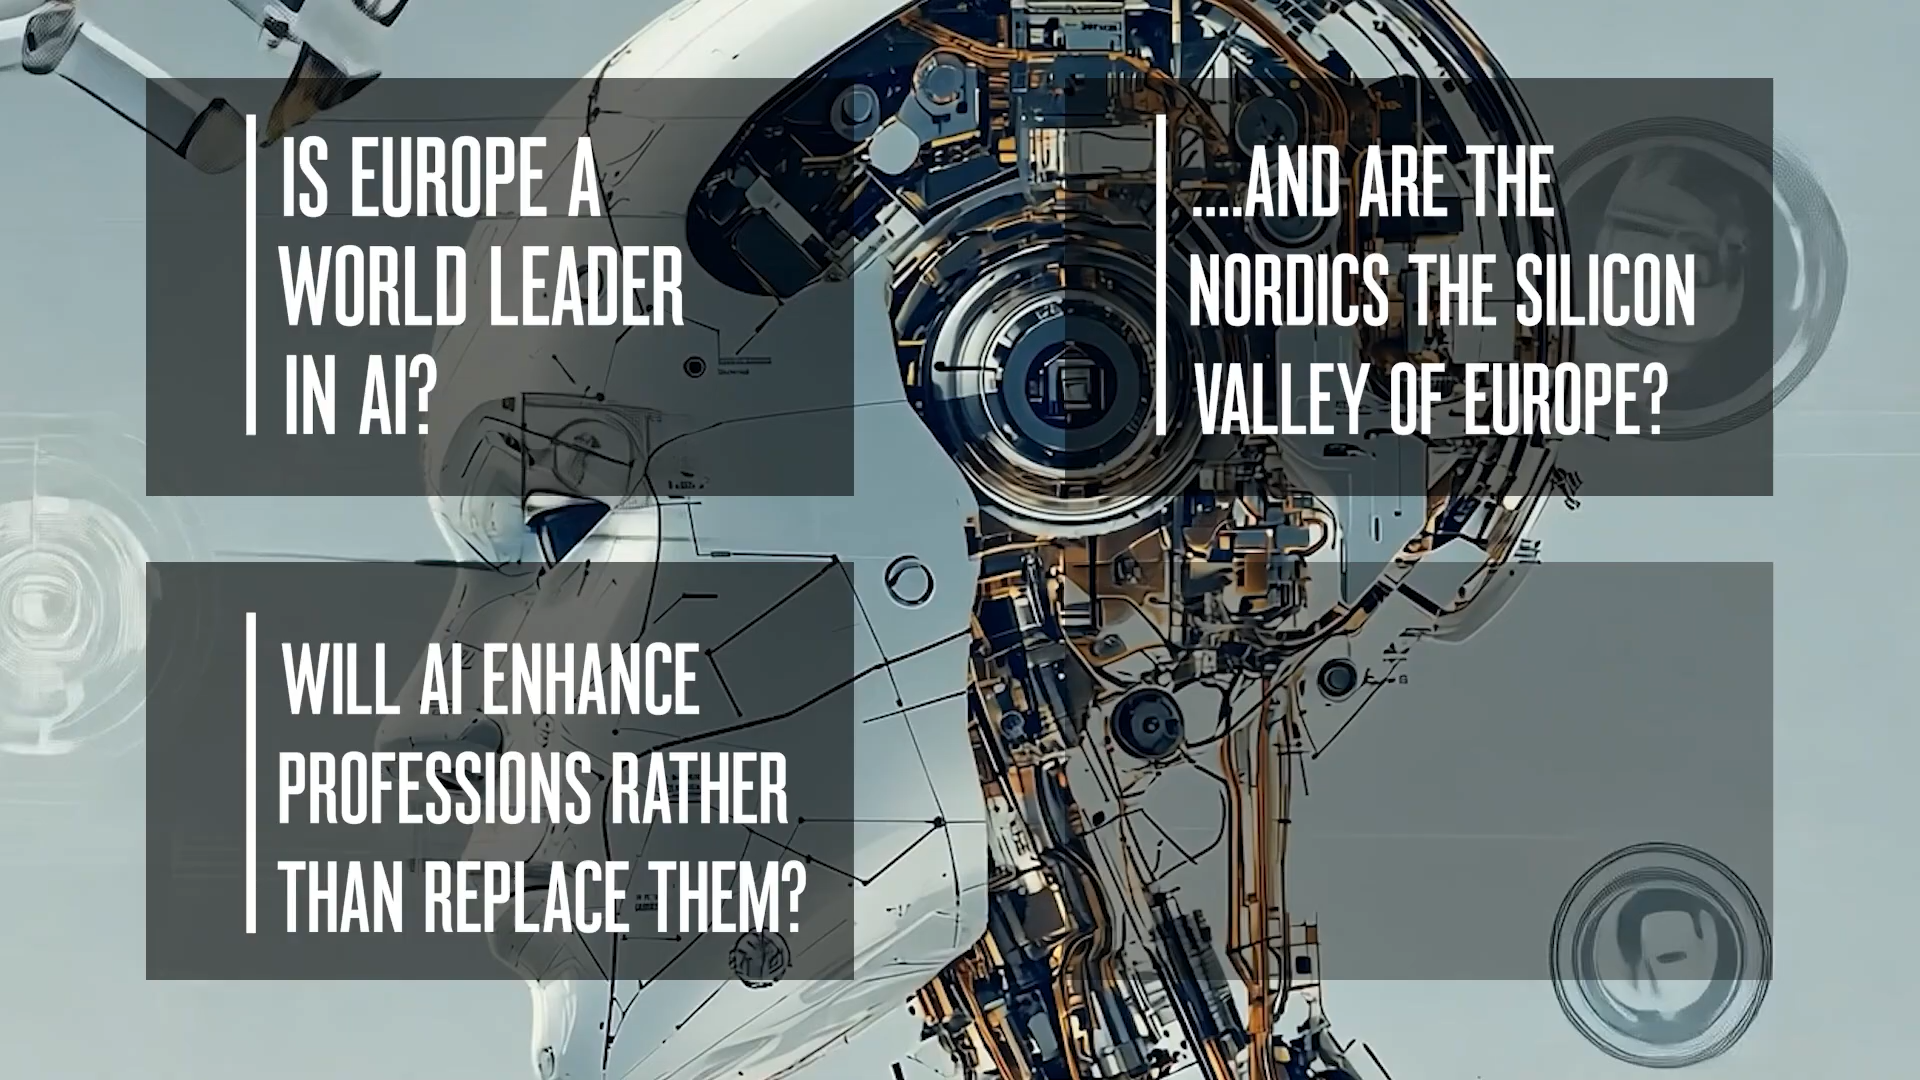 IS EUROPE A
WORLD LEADER
IN AI?
....AND ARE THE
NORDICS THE SILICON
VALLEY OF EUROPE?
WILL AI ENHANCE
PROFESSIONS RATHER
THAN REPLACE THEM?